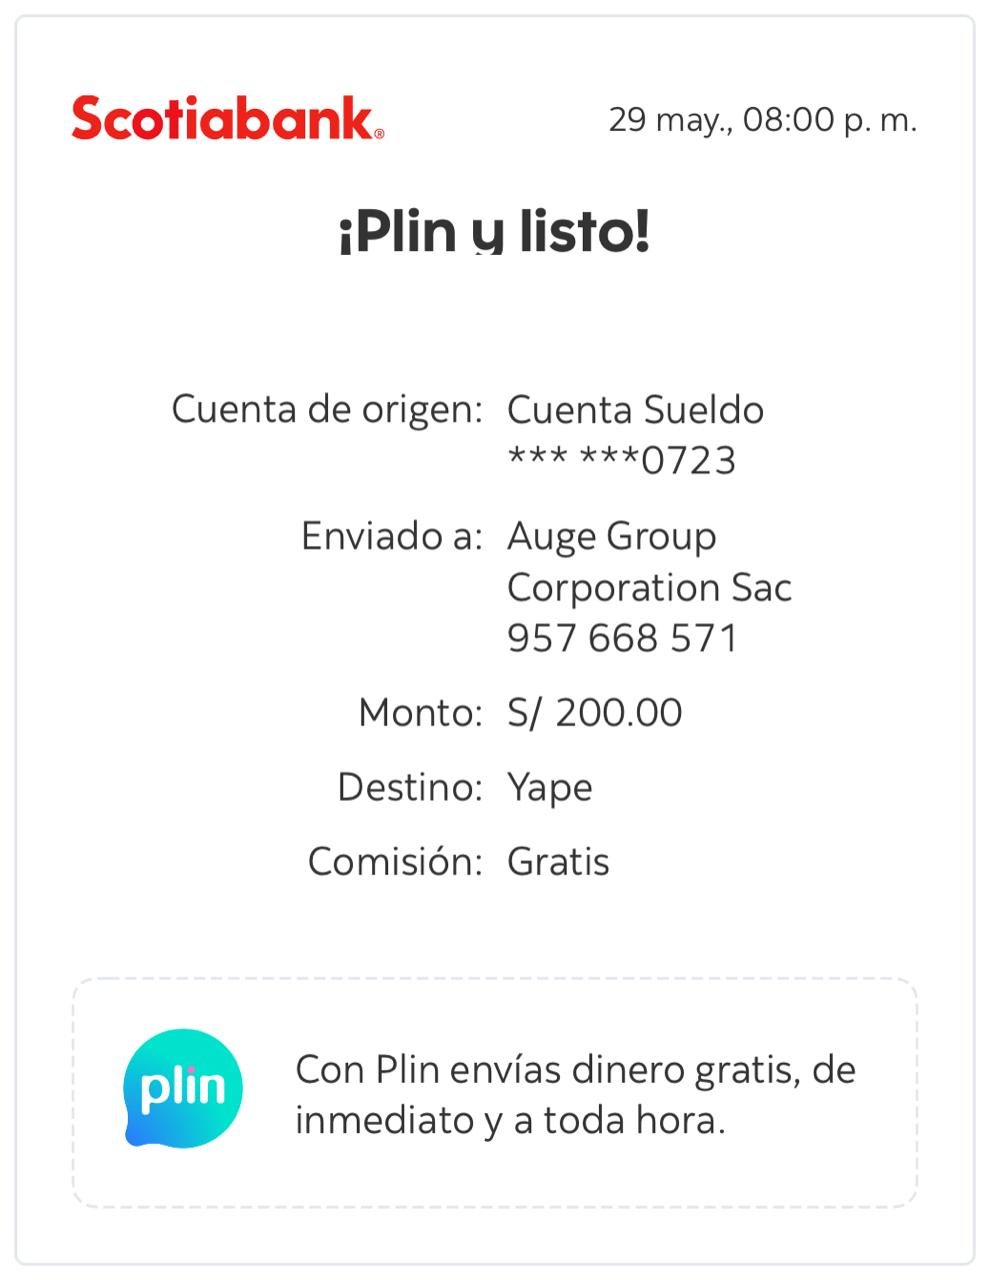 Scotiabank®
29 may., 08:00 p. m.
¡Plin y listo!
Cuenta de origen: Cuenta Sueldo
*** ***0723
Enviado a: Auge Group
Corporation Sac
957 668 571
Monto: S/ 200.00
Destino: Yape
Comisión: Gratis
plin
Con Plin envías dinero gratis, de
inmediato y a toda hora.